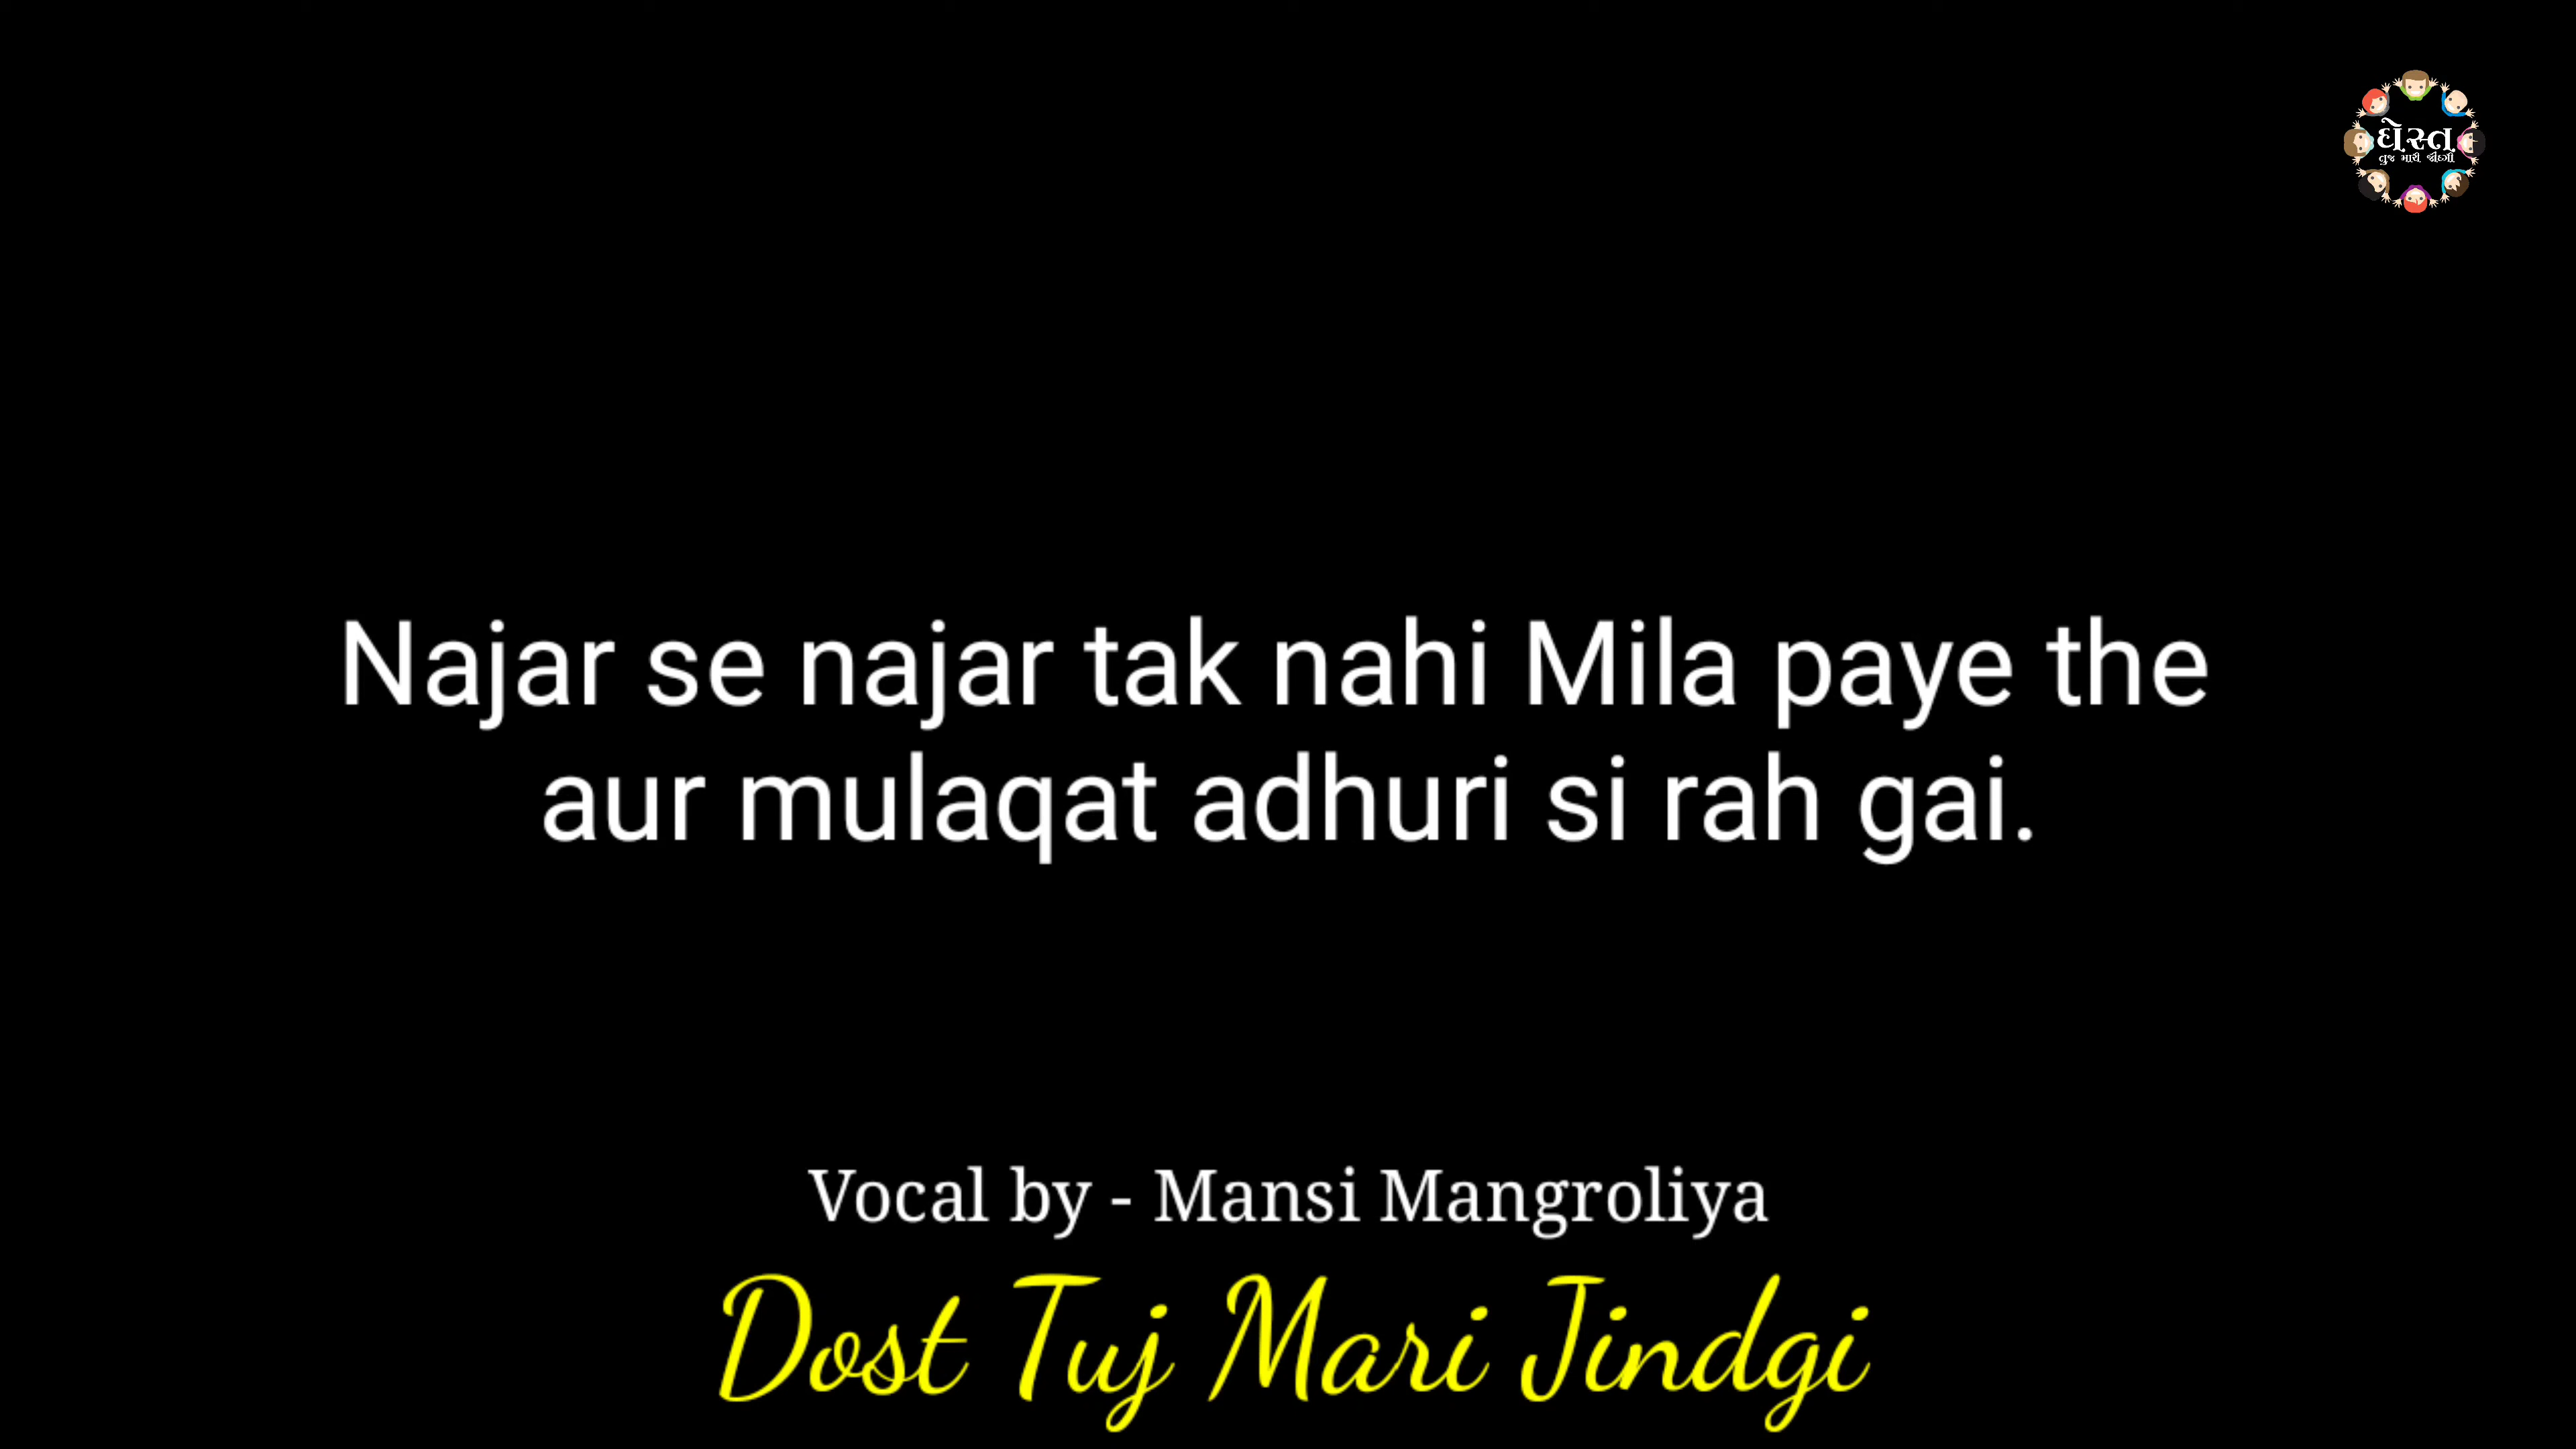 દોસ્ત
તુજ મારી જીંદગી
Najar se najar tak nahi Mila paye the
aur mulaqat adhuri si rah gai.
Vocal by - Mansi Mangroliya
Dost Tuj Mari Jindgi